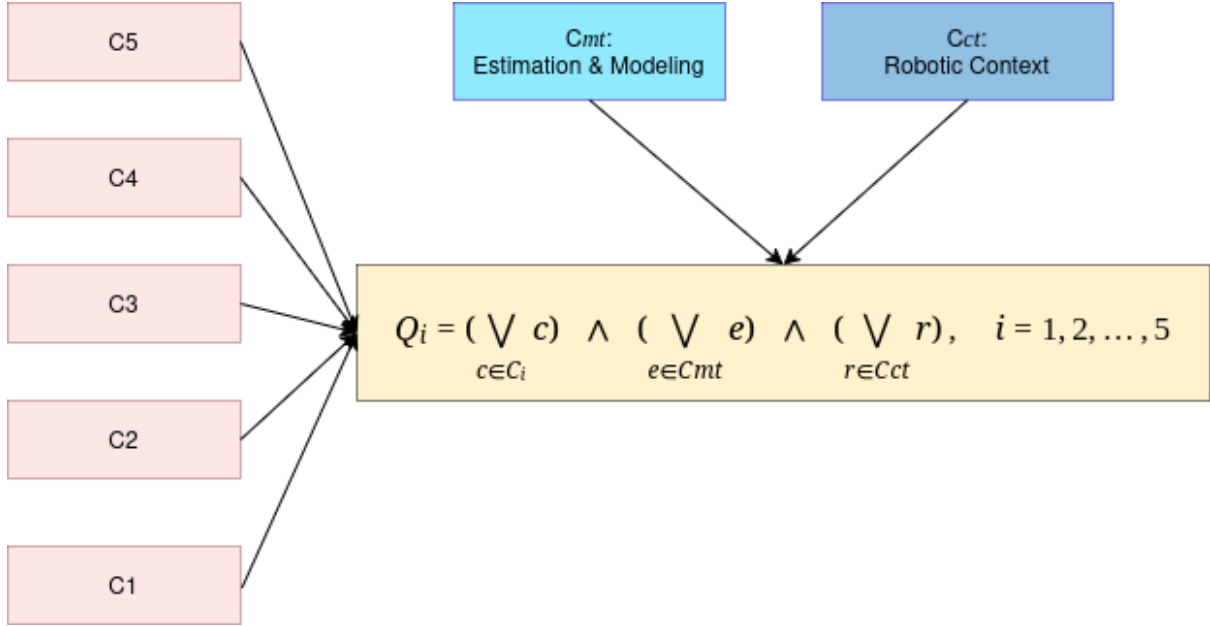 C5
Cmt:
Estimation & Modeling
Cct:
Robotic Context
C4
C3
Qi = ( ⋁ c) ∧ ( ⋁ e) ∧ ( ⋁ r), i = 1, 2, …, 5
c∈Ci e∈Cmt r∈Cct
C2
C1